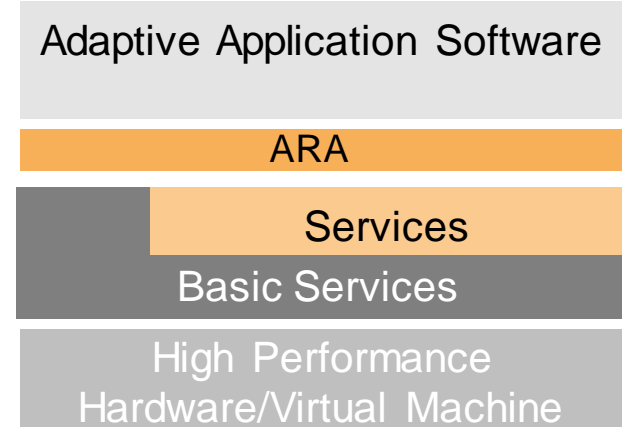 Adaptive Application Software
ARA
Services
Basic Services
High Performance
Hardware/Virtual Machine